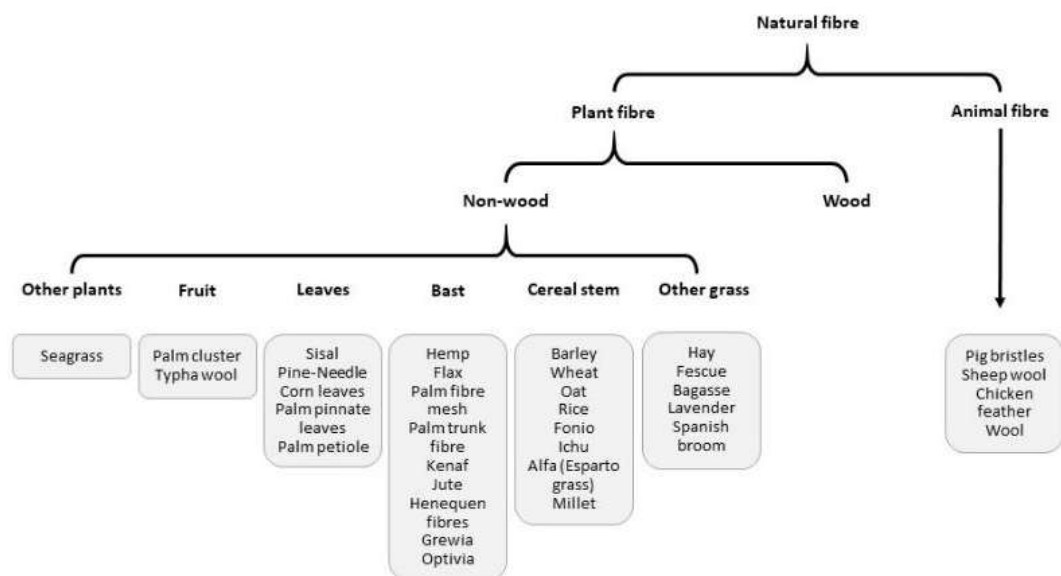 Natural fibre
Plant fibre
Animal fibre
Non-wood
Wood
Other plants
Fruit
Leaves
Bast
Cereal stem
Other grass
Seagrass
Palm cluster
Typha wool
Sisal
Pine-Needle
Corn leaves
Palm pinnate
leaves
Palm petiole
Hemp
Flax
Palm fibre
mesh
Palm trunk
fibre
Kenaf
Jute
Henequen
fibres
Grewia
Optivia
Barley
Wheat
Oat
Rice
Fonio
Ichu
Alfa (Esparto
grass)
Millet
Hay
Fescue
Bagasse
Lavender
Spanish
broom
Pig bristles
Sheep wool
Chicken
feather
Wool